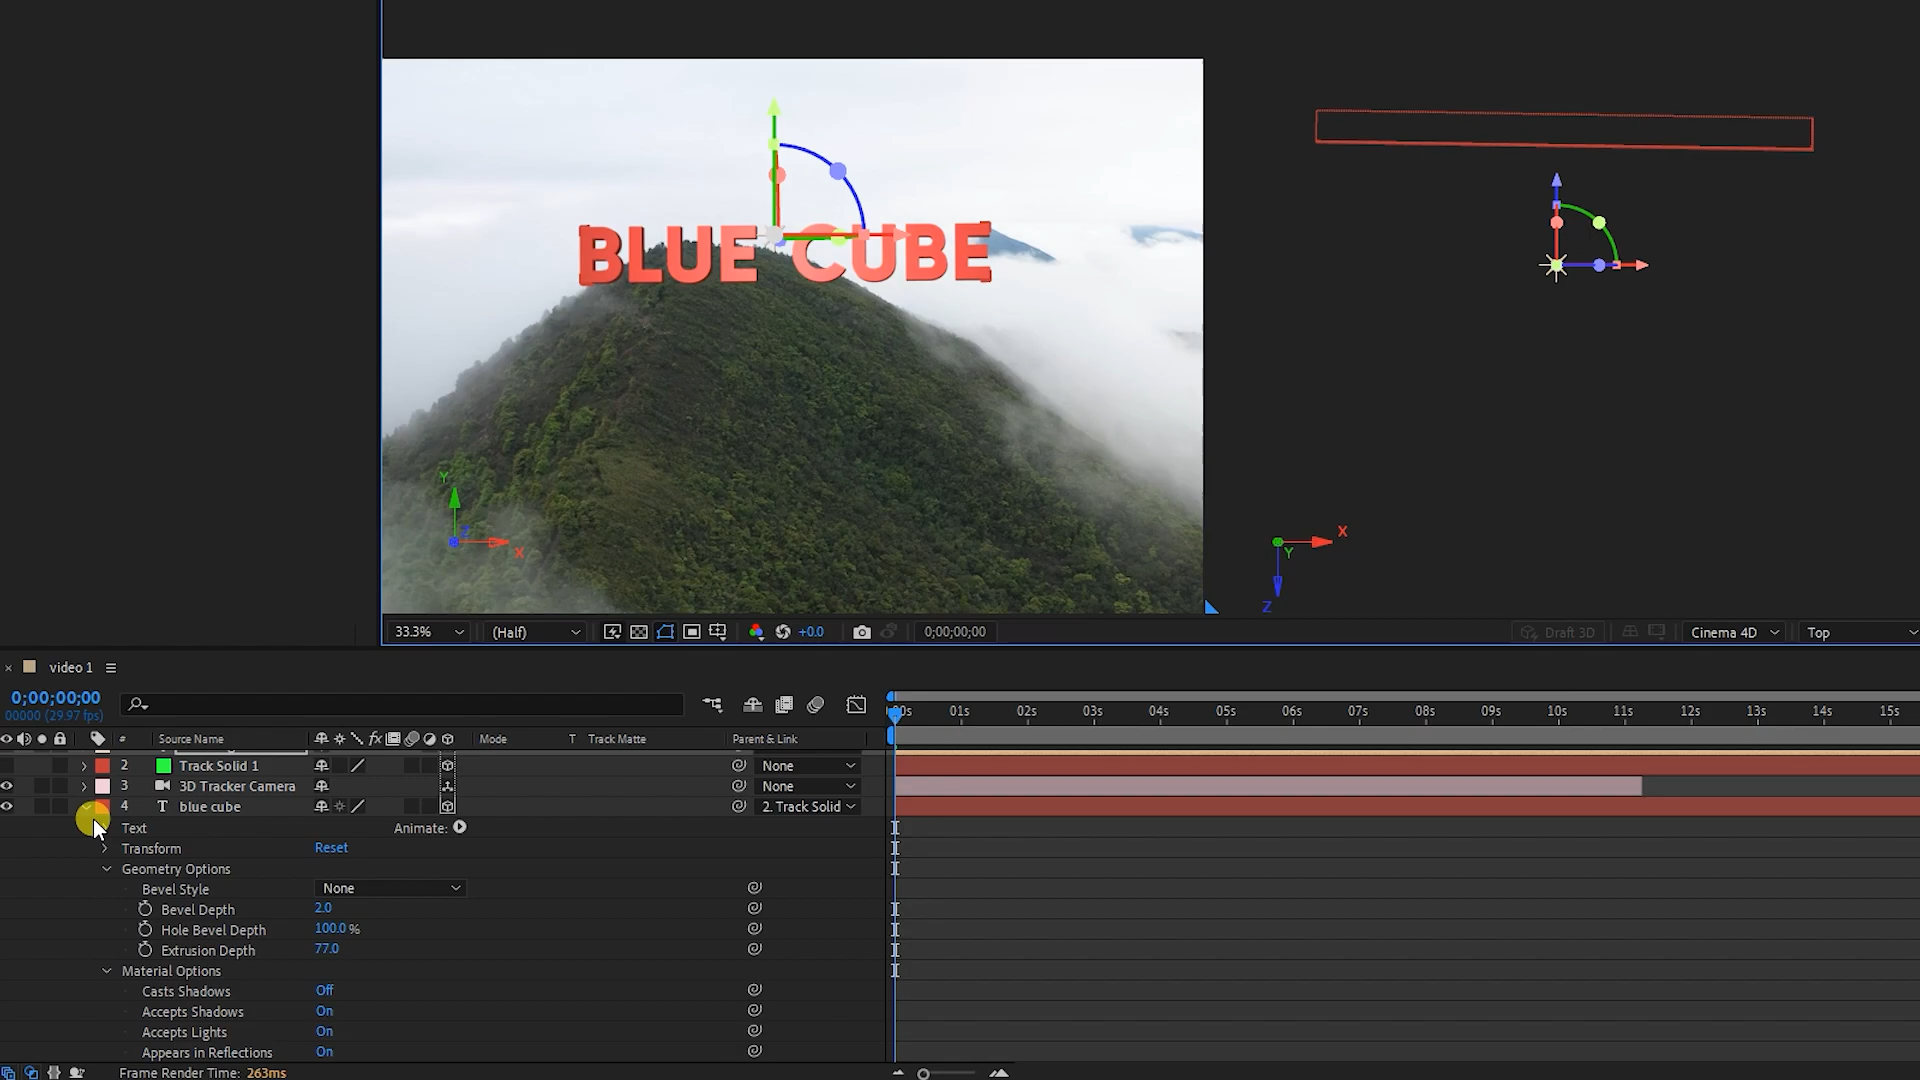 BLUE CUBE
Y
Z
X
X
Y
Z
33.3%
(Half)
+0.0
0;00;00;00
Draft 3D
Cinema 4D
Top
video 1
0;00;00;00
00000 (29.97 fps)
00s 01s 02s 03s 04s 05s 06s 07s 08s 09s 10s 11s 12s 13s 14s 15s
# Source Name fx Mode T Track Matte Parent & Link
2 Track Solid 1 None
3 3D Tracker Camera None
4 T blue cube 2. Track Solid
Text Animate:
Transform Reset
Geometry Options
Bevel Style None
Bevel Depth 2.0
Hole Bevel Depth 100.0 %
Extrusion Depth 77.0
Material Options
Casts Shadows Off
Accepts Shadows On
Accepts Lights On
Appears in Reflections On
Frame Render Time: 263ms